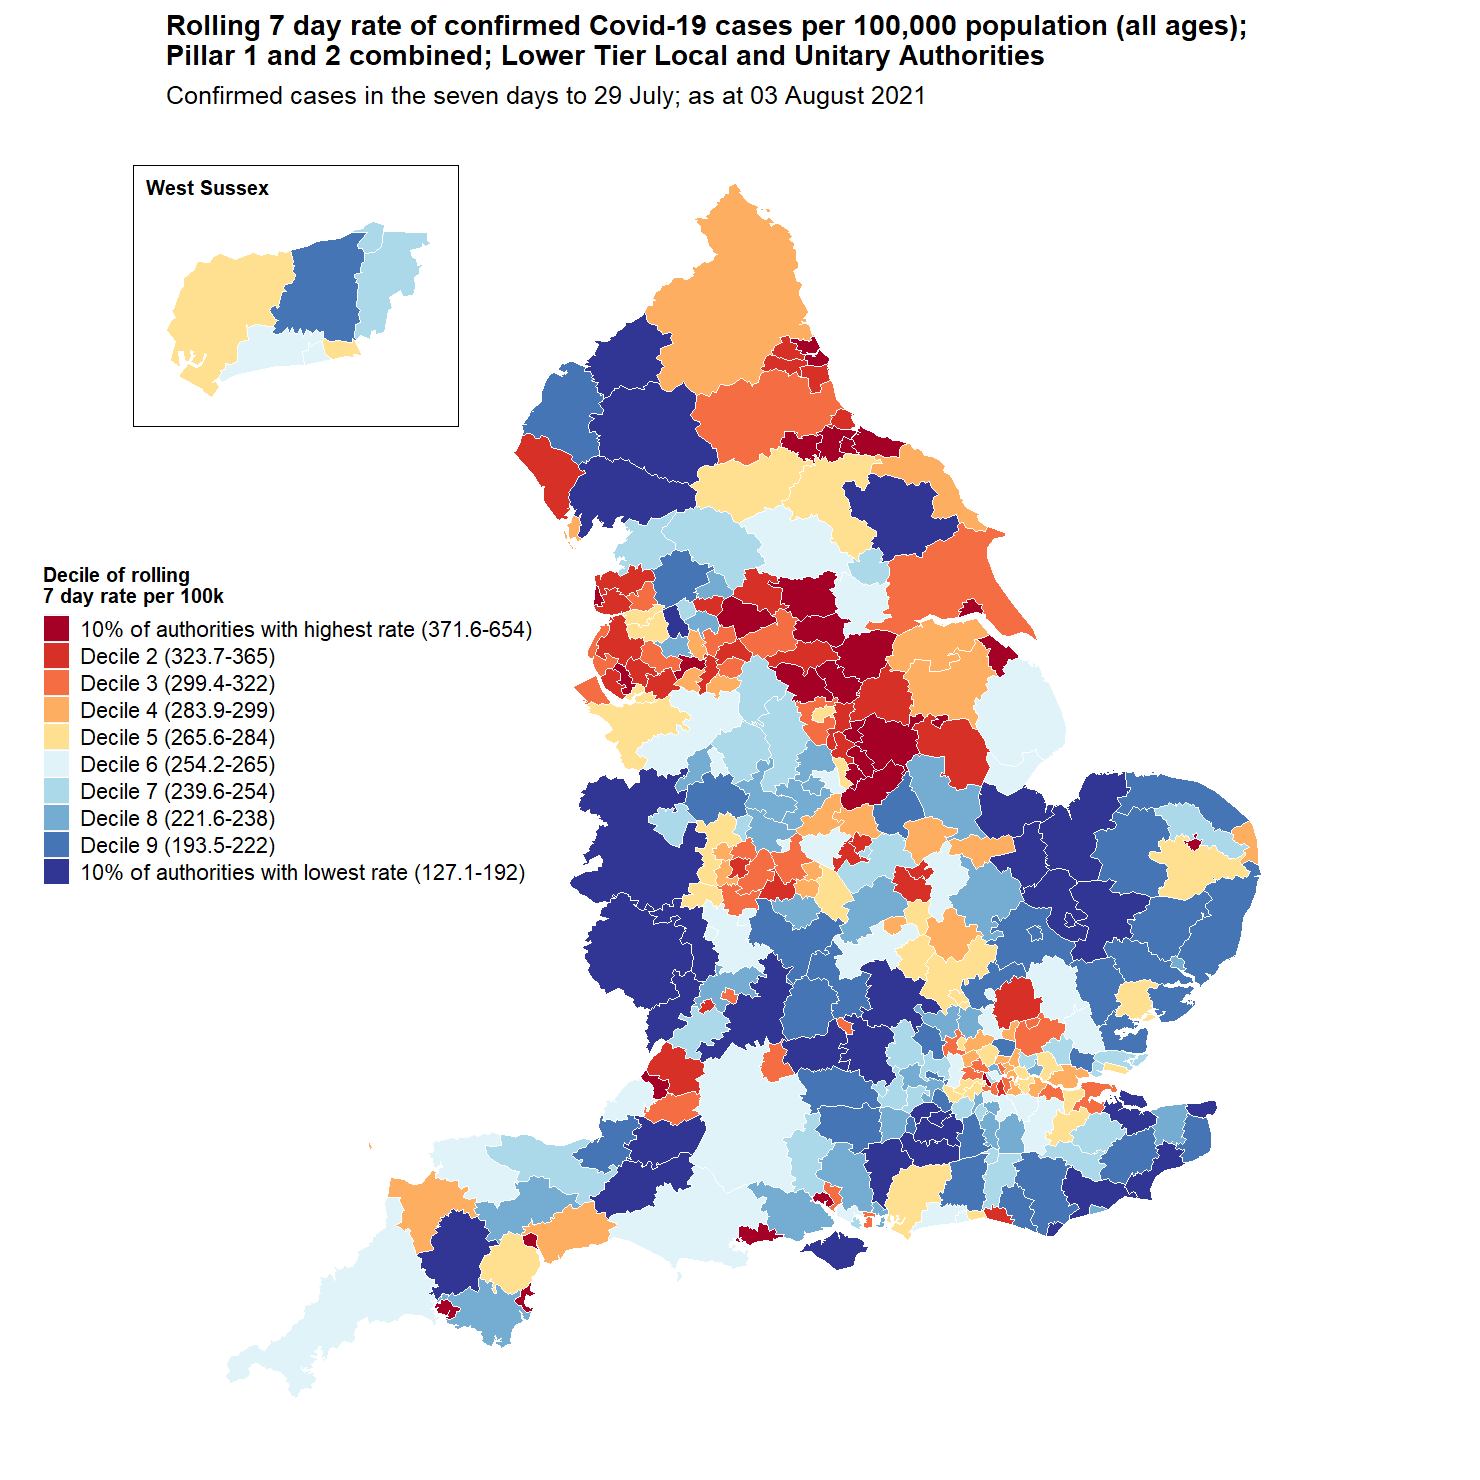 Rolling 7 day rate of confirmed Covid-19 cases per 100,000 population (all ages);
Pillar 1 and 2 combined; Lower Tier Local and Unitary Authorities
Confirmed cases in the seven days to 29 July; as at 03 August 2021
West Sussex
Decile of rolling
7 day rate per 100k
10% of authorities with highest rate (371.6-654)
Decile 2 (323.7-365)
Decile 3 (299.4-322)
Decile 4 (283.9-299)
Decile 5 (265.6-284)
Decile 6 (254.2-265)
Decile 7 (239.6-254)
Decile 8 (221.6-238)
Decile 9 (193.5-222)
10% of authorities with lowest rate (127.1-192)